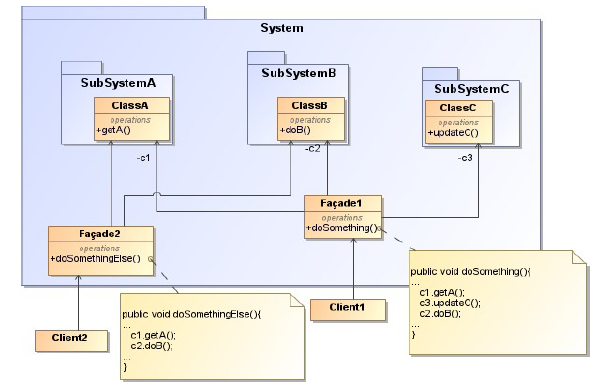 System
SubSystemA
ClassA
operations
+getA()
SubSystemB
ClassB
operations
+doB()
SubSystemC
ClassC
operations
+updateC()
-c1
-c2
-c3
Façade1
operations
+doSomething()
Façade2
operations
+doSomethingElse()
public void doSomething(){
...
c1.getA();
c3.updateC();
c2.doB();
...
}
public void doSomethingElse(){
...
c1.getA();
c2.doB();
...
}
Client1
Client2